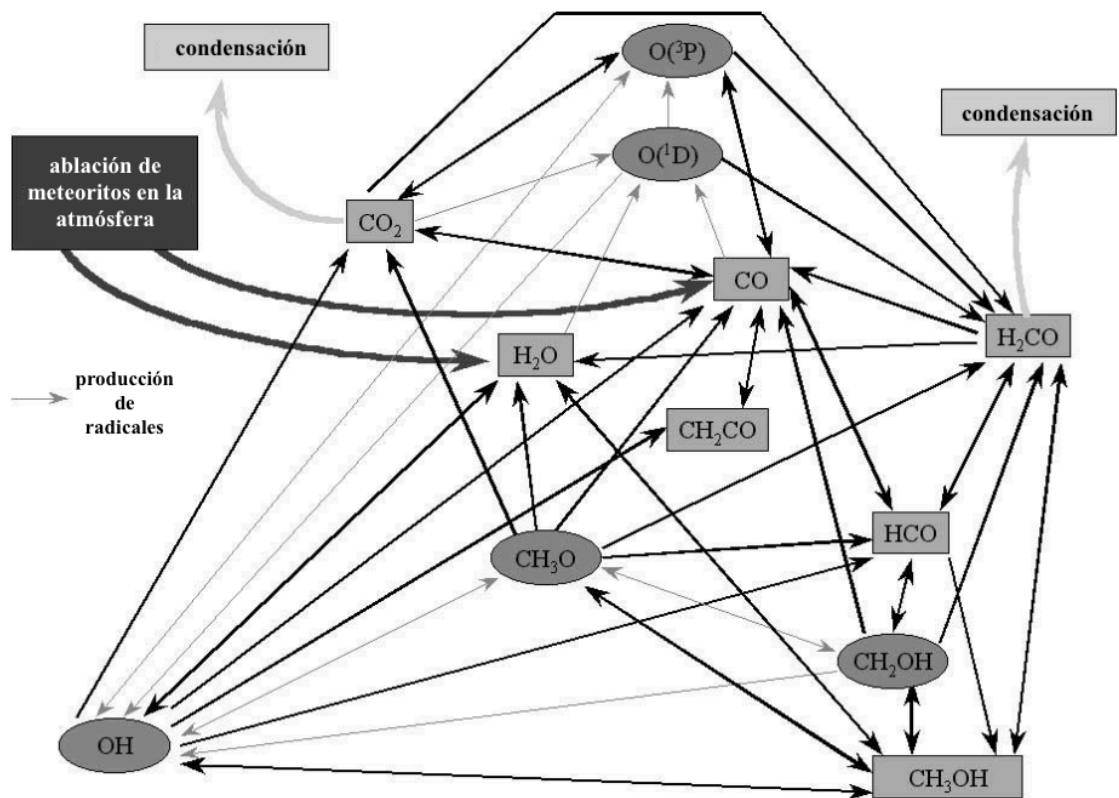 condensación
O(³P)
condensación
ablación de
meteoritos en la
atmósfera
O(¹D)
CO₂
CO
H₂O
H₂CO
producción
de
radicales
CH₂CO
HCO
CH₃O
CH₂OH
OH
CH₃OH